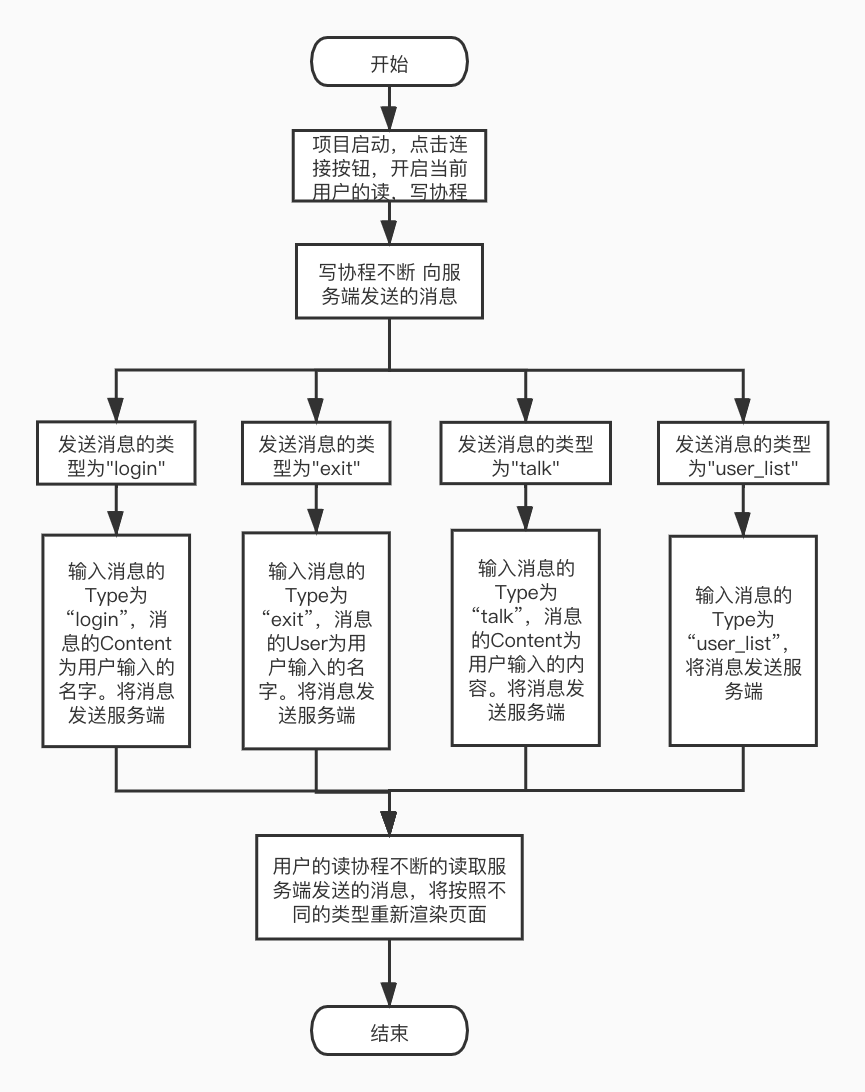 开始
项目启动，点击连
接按钮，开启当前
用户的读、写协程
写协程不断 向服
务端发送的消息
发送消息的类
型为"login"
发送消息的类
型为"exit"
发送消息的类型
为"talk"
发送消息的类型
为"user_list"
输入消息的
Type为
“login”，消
息的Content
为用户输入的
名字。将消息
发送服务端
输入消息的
Type为
“exit”，消息
的User为用
户输入的名
字。将消息发
送服务端
输入消息的
Type为
“talk”，消息
的Content为
用户输入的内
容。将消息发
送服务端
输入消息的
Type为
“user_list”，
将消息发送服
务端
用户的读协程不断的读取服
务端发送的消息，将按照不
同的类型重新渲染页面
结束